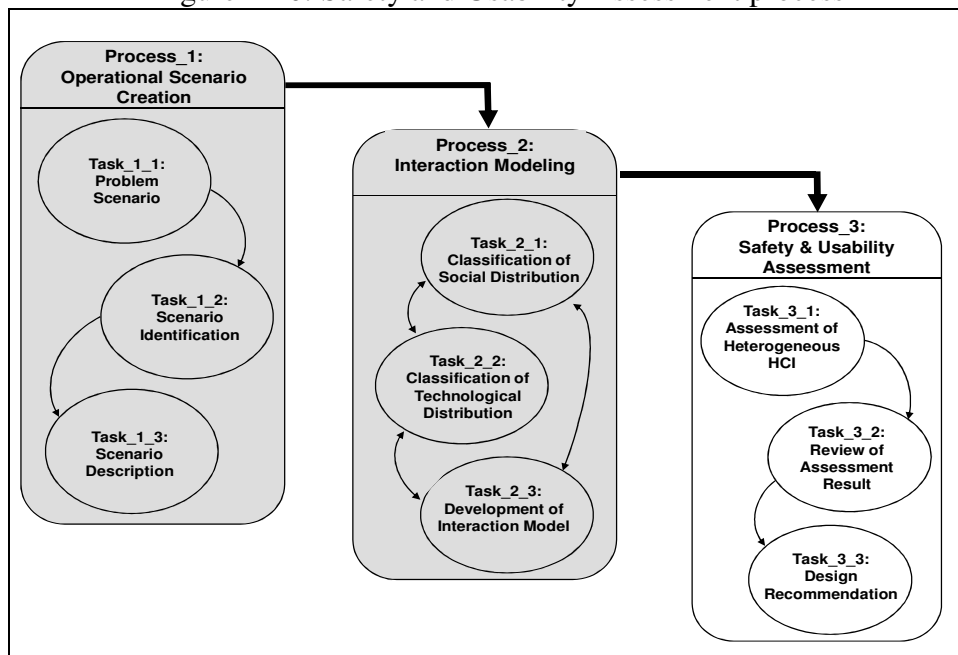 Process_1:
Operational Scenario
Creation
Task_1_1:
Problem
Scenario
Task_1_2:
Scenario
Identification
Task_1_3:
Scenario
Description
Process_2:
Interaction Modeling
Task_2_1:
Classification of
Social Distribution
Task_2_2:
Classification of
Technological
Distribution
Task_2_3:
Development of
Interaction Model
Process_3:
Safety & Usability
Assessment
Task_3_1:
Assessment of
Heterogeneous
HCI
Task_3_2:
Review of
Assessment
Result
Task_3_3:
Design
Recommendation